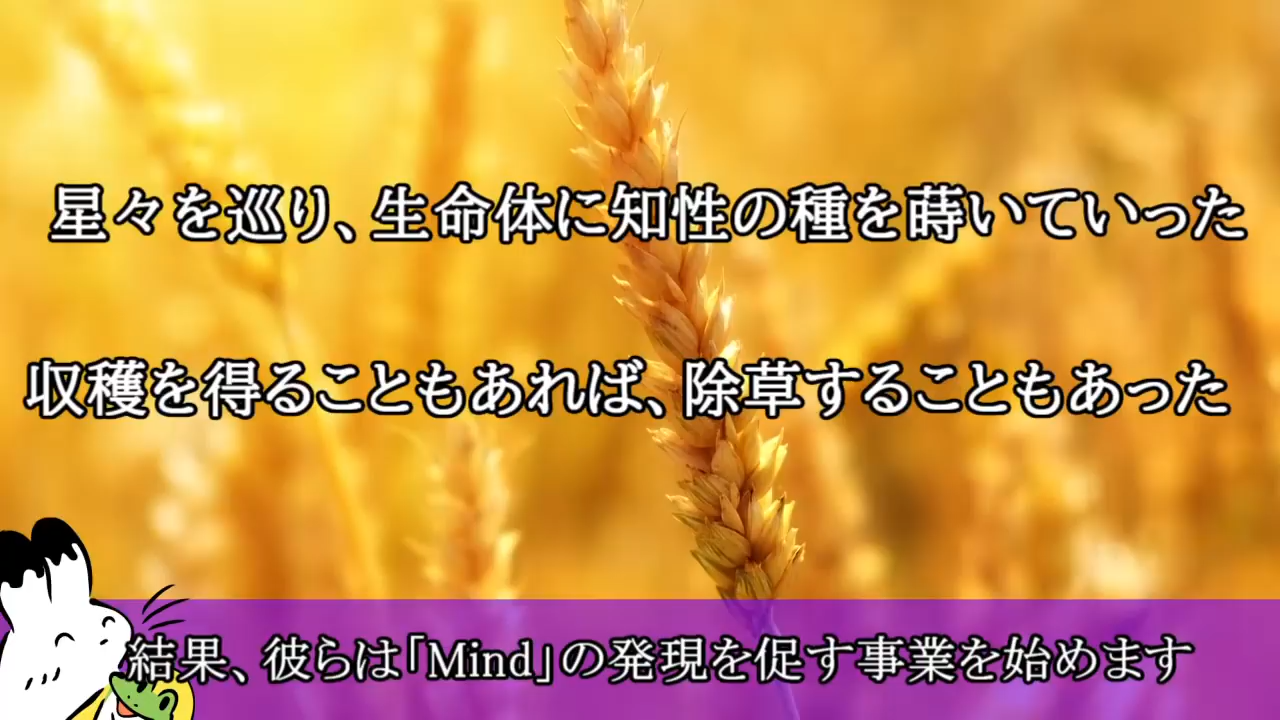 星々を巡り、生命体に知性の種を蒔いていった
収穫を得ることもあれば、除草することもあった
結果、彼らは「Mind」の発現を促す事業を始めます